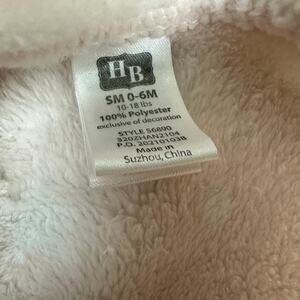 HB
SM 0-6M
10-18 lbs
100% Polyester
exclusive of decoration
STYLE 56890
320ZHAN2104
P.O. 202101038
Made in
Suzhou, China